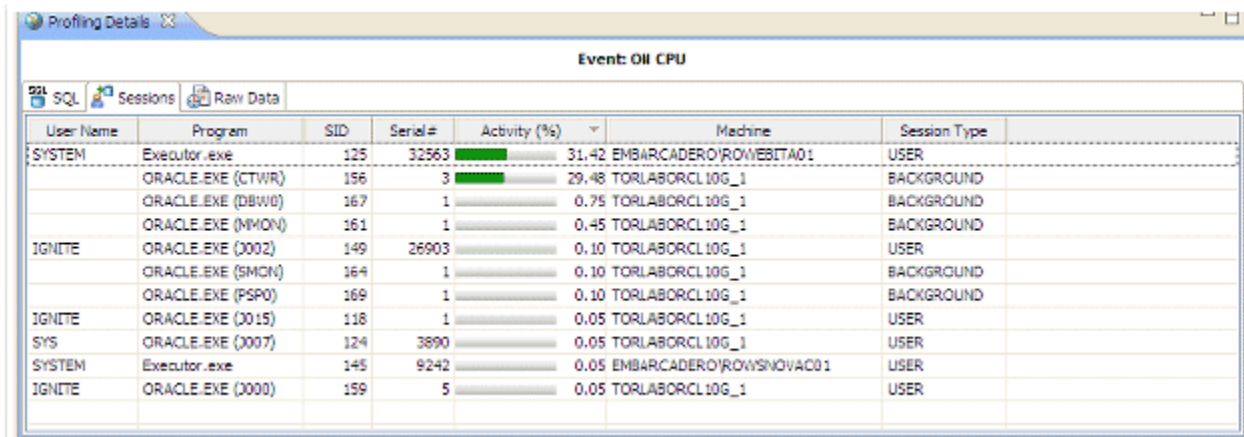 Profiling Details
Event: On CPU
SQL Sessions Raw Data
User Name Program SID Serial# Activity (%) Machine Session Type
SYSTEM Executor.exe 125 32563 31.42 EMBARCADERO\ROWEBITA01 USER
ORACLE.EXE (CTWR) 156 3 29.48 TORLABORCL10G_1 BACKGROUND
ORACLE.EXE (DBW0) 167 1 0.75 TORLABORCL10G_1 BACKGROUND
ORACLE.EXE (MMON) 161 1 0.45 TORLABORCL10G_1 BACKGROUND
IGNITE ORACLE.EXE (J002) 149 26903 0.10 TORLABORCL10G_1 USER
ORACLE.EXE (SMON) 164 1 0.10 TORLABORCL10G_1 BACKGROUND
ORACLE.EXE (PSP0) 169 1 0.10 TORLABORCL10G_1 BACKGROUND
IGNITE ORACLE.EXE (J015) 118 1 0.05 TORLABORCL10G_1 USER
SYS ORACLE.EXE (J007) 124 3890 0.05 TORLABORCL10G_1 USER
SYSTEM Executor.exe 145 9242 0.05 EMBARCADERO\ROWSNOVAC01 USER
IGNITE ORACLE.EXE (J000) 159 5 0.05 TORLABORCL10G_1 USER